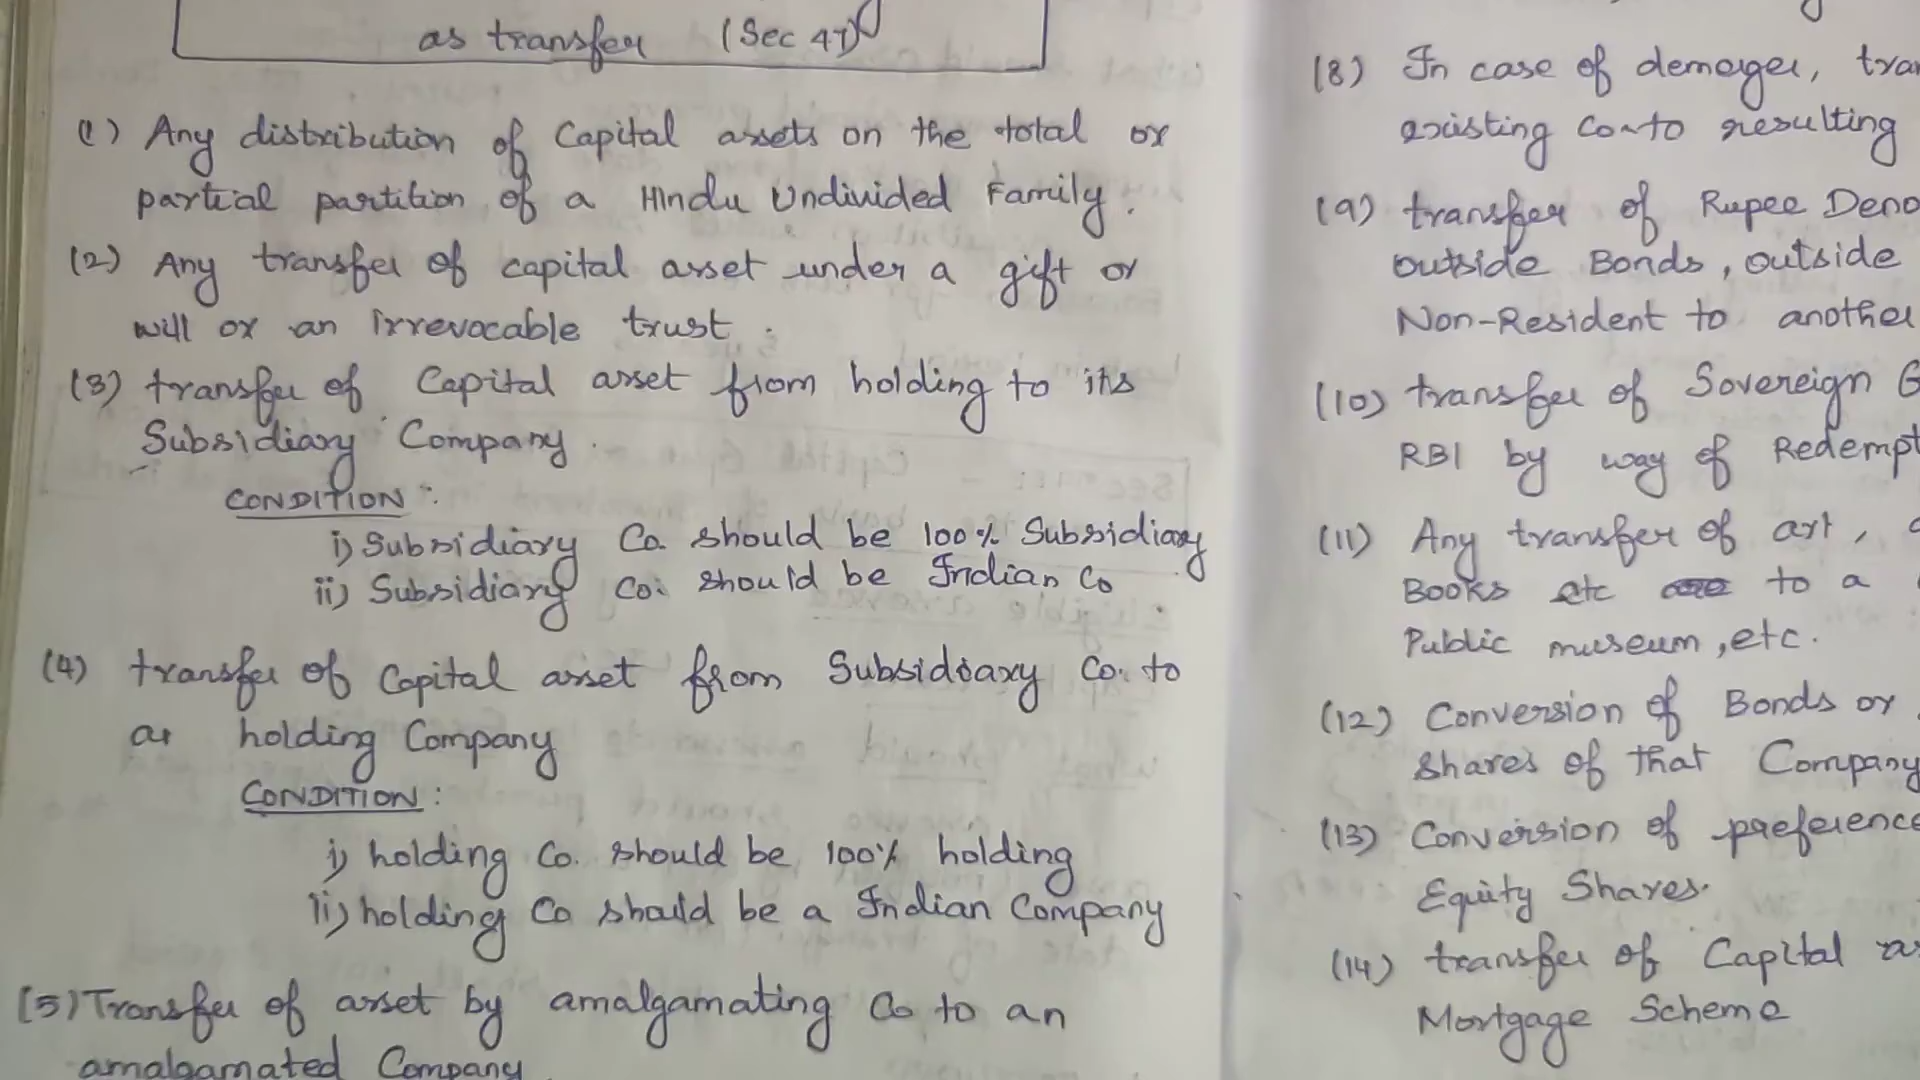 as transfer (Sec 47)
(1) Any distribution of Capital assets on the total or
partial partition of a Hindu Undivided Family.
(2) Any transfer of capital asset under a gift or
will or an irrevocable trust.
(3) transfer of Capital asset from holding to its
Subsidiary Company.
CONDITION :
i) Subsidiary Co. should be 100% Subsidiary
ii) Subsidiary Co. should be Indian Co
(4) transfer of Capital asset from Subsidiary Co. to
a holding Company
CONDITION :
i) holding Co. should be 100% holding
ii) holding Co should be a Indian Company
(5) Transfer of asset by amalgamating Co to an
amalgamated Company
(8) In case of demerger, tra
existing Co to resulting
(9) transfer of Rupee Deno
outside Bonds, outside
Non-Resident to another
(10) transfer of Sovereign G
RBI by way of Redempt
(11) Any transfer of art,
Books etc to a
Public museum, etc.
(12) Conversion of Bonds or
shares of that Company
(13) Conversion of preference
Equity Shares.
(14) transfer of Capital as
Mortgage Scheme